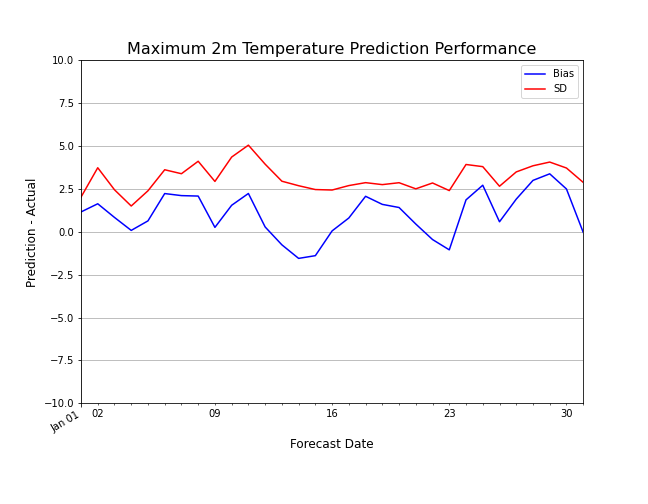 Maximum 2m Temperature Prediction Performance
Bias
SD
10.0
7.5
5.0
2.5
0.0
−2.5
−5.0
−7.5
−10.0
Prediction - Actual
Jan 01 02 09 16 23 30
Forecast Date